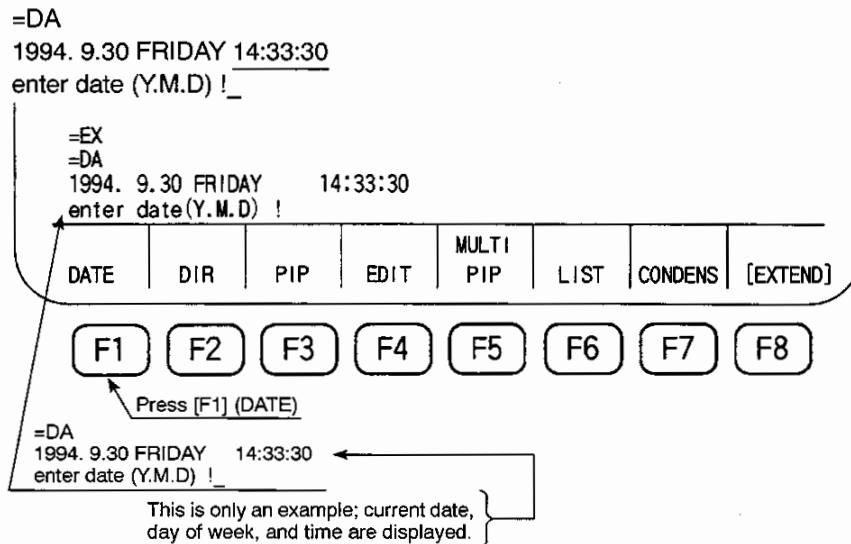 =DA
1994. 9.30 FRIDAY 14:33:30
enter date (Y.M.D) !_
=EX
=DA
1994. 9.30 FRIDAY 14:33:30
enter date(Y.M.D) !
DATE DIR PIP EDIT MULTI PIP LIST CONDENS [EXTEND]
F1 F2 F3 F4 F5 F6 F7 F8
Press [F1] (DATE)
=DA
1994. 9.30 FRIDAY 14:33:30
enter date (Y.M.D) !_
This is only an example; current date,
day of week, and time are displayed.